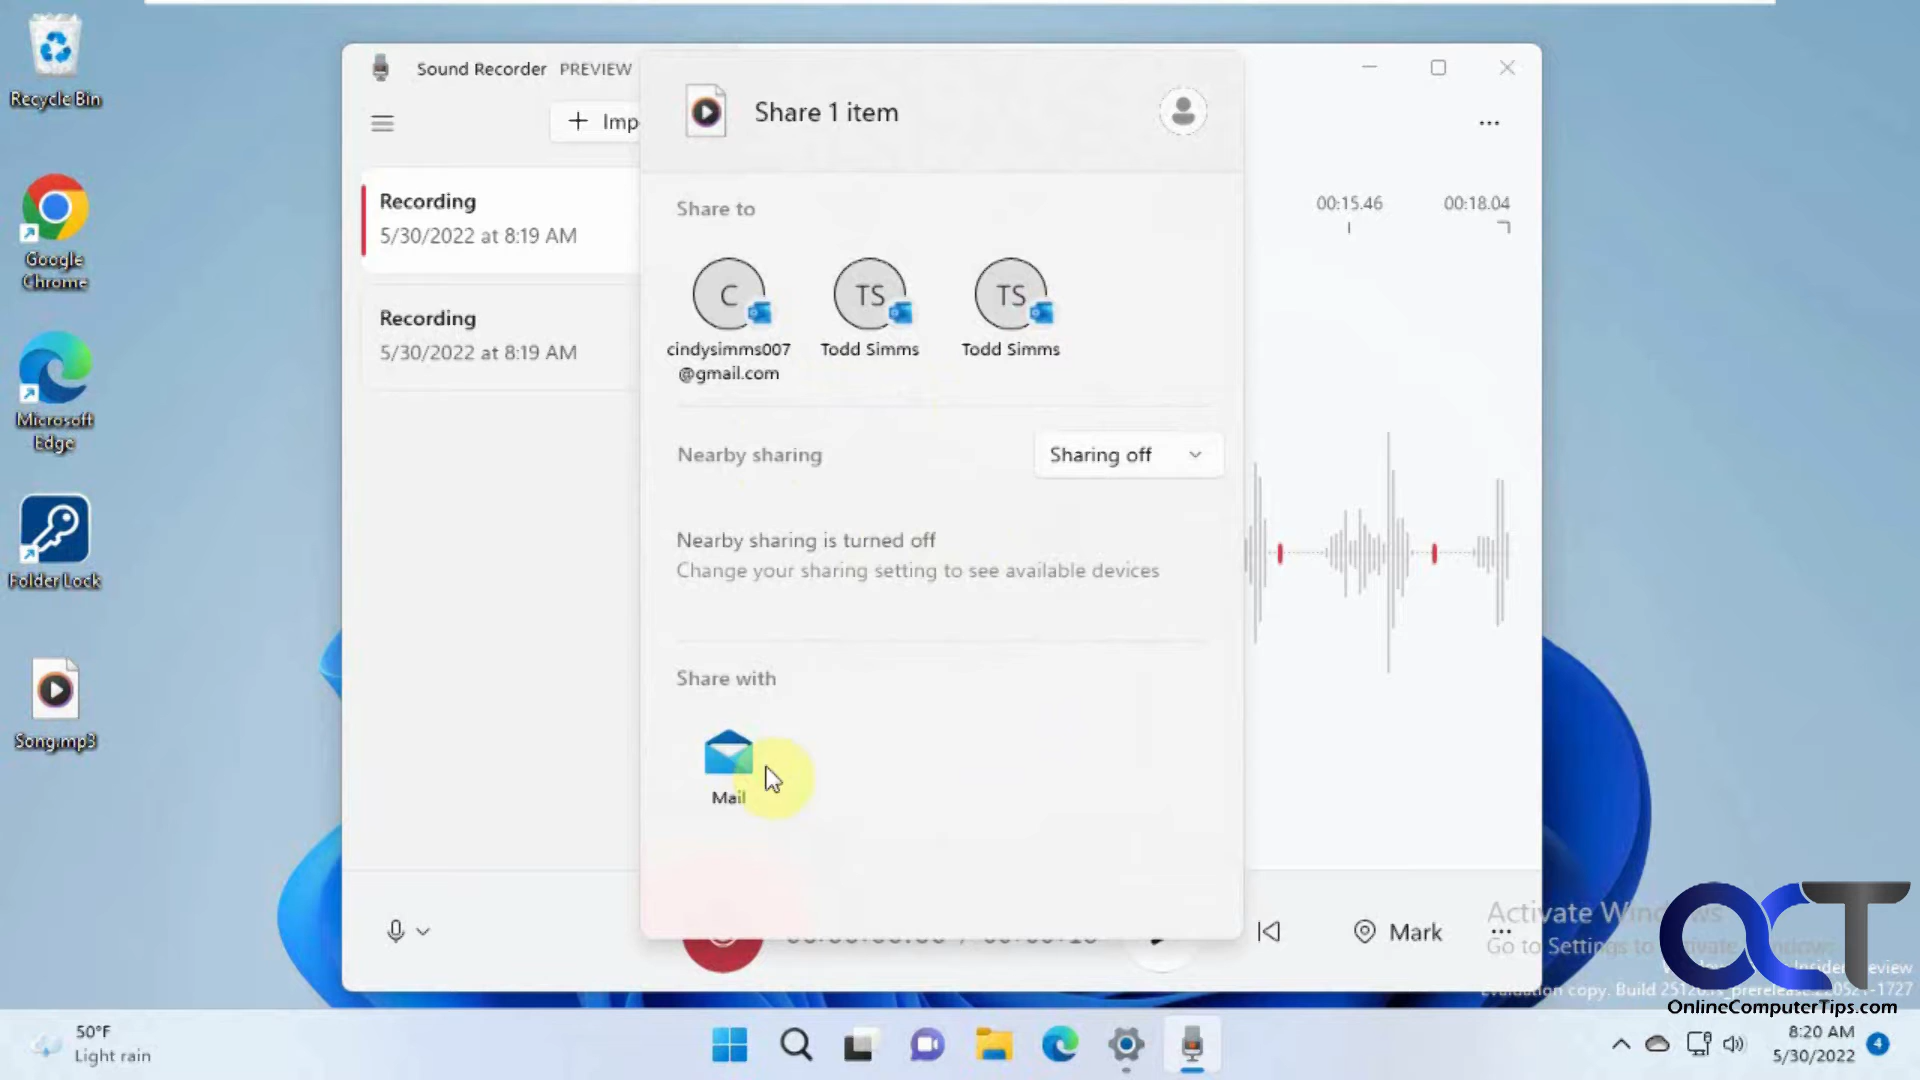 Recycle Bin
Google
Chrome
Microsoft
Edge
Folder Lock
Song.mp3
Sound Recorder PREVIEW
+ Imp
Recording
5/30/2022 at 8:19 AM
Recording
5/30/2022 at 8:19 AM
Share 1 item
Share to
C
cindysimms007
@gmail.com
TS
Todd Simms
TS
Todd Simms
Nearby sharing
Sharing off
Nearby sharing is turned off
Change your sharing setting to see available devices
Share with
Mail
...
00:15.46
00:18.04
Mark
...
Activate
Go to Settings to
Evaluation copy. Build
OCT
OnlineComputerTips.com
50°F
Light rain
8:20 AM
5/30/2022
4